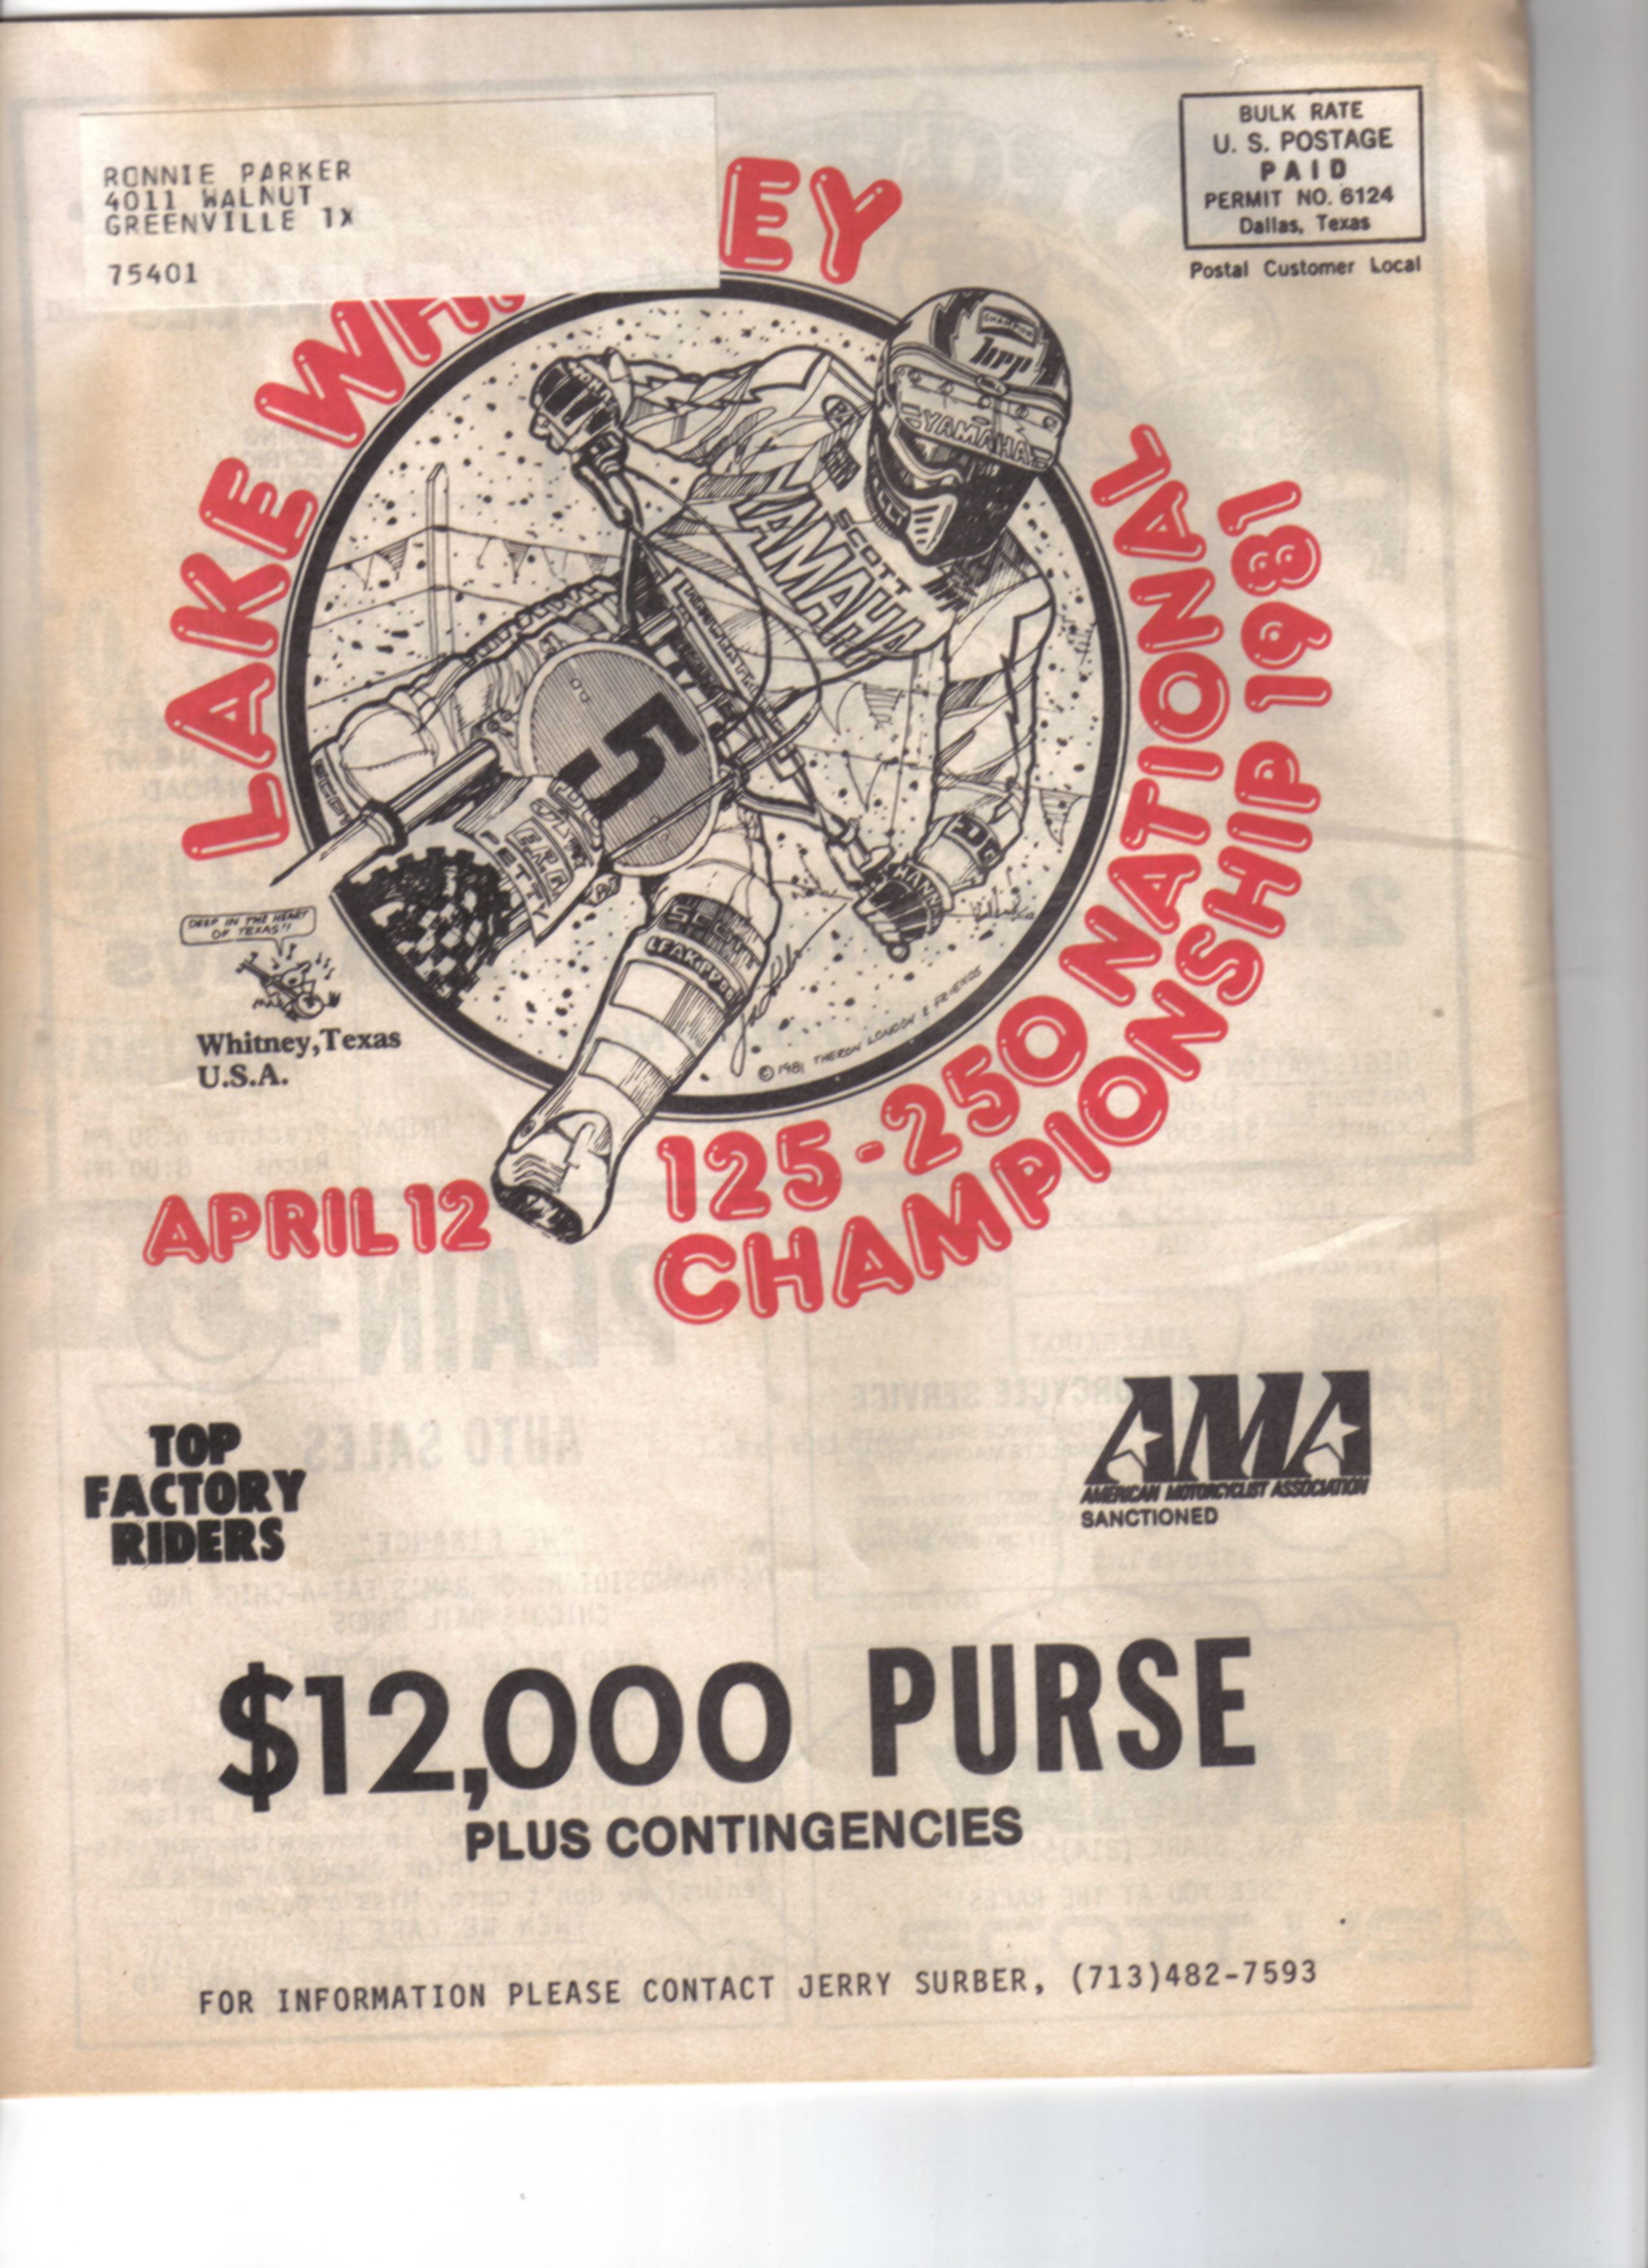 RONNIE PARKER
4011 WALNUT
GREENVILLE TX
75401
BULK RATE
U. S. POSTAGE
PAID
PERMIT NO. 6124
Dallas, Texas
Postal Customer Local
LAKE WH EY
125-250 NATIONAL
CHAMPIONSHIP 1981
CHAMPION
YAMAHA
SCOTT
YAMAHA
5
DG
SCOTT
© 1981 THERON LONDON & FRIENDS
DEEP IN THE HEART
OF TEXAS!!
Whitney, Texas
U.S.A.
APRIL 12
TOP
FACTORY
RIDERS
AMA
AMERICAN MOTORCYCLIST ASSOCIATION
SANCTIONED
$12,000 PURSE
PLUS CONTINGENCIES
FOR INFORMATION PLEASE CONTACT JERRY SURBER, (713)482-7593